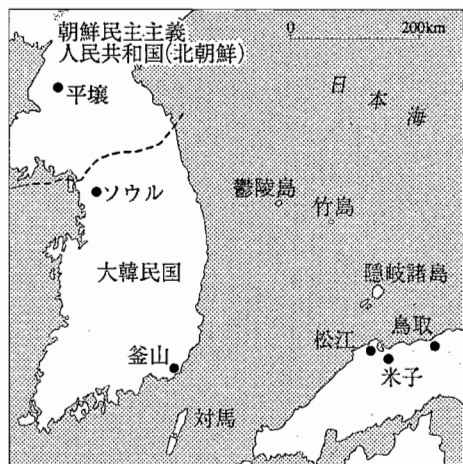 朝鮮民主主義
人民共和国(北朝鮮)
0 200km
平壌
日本海
ソウル
鬱陵島
竹島
大韓民国
隠岐諸島
鳥取
松江
米子
釜山
対馬